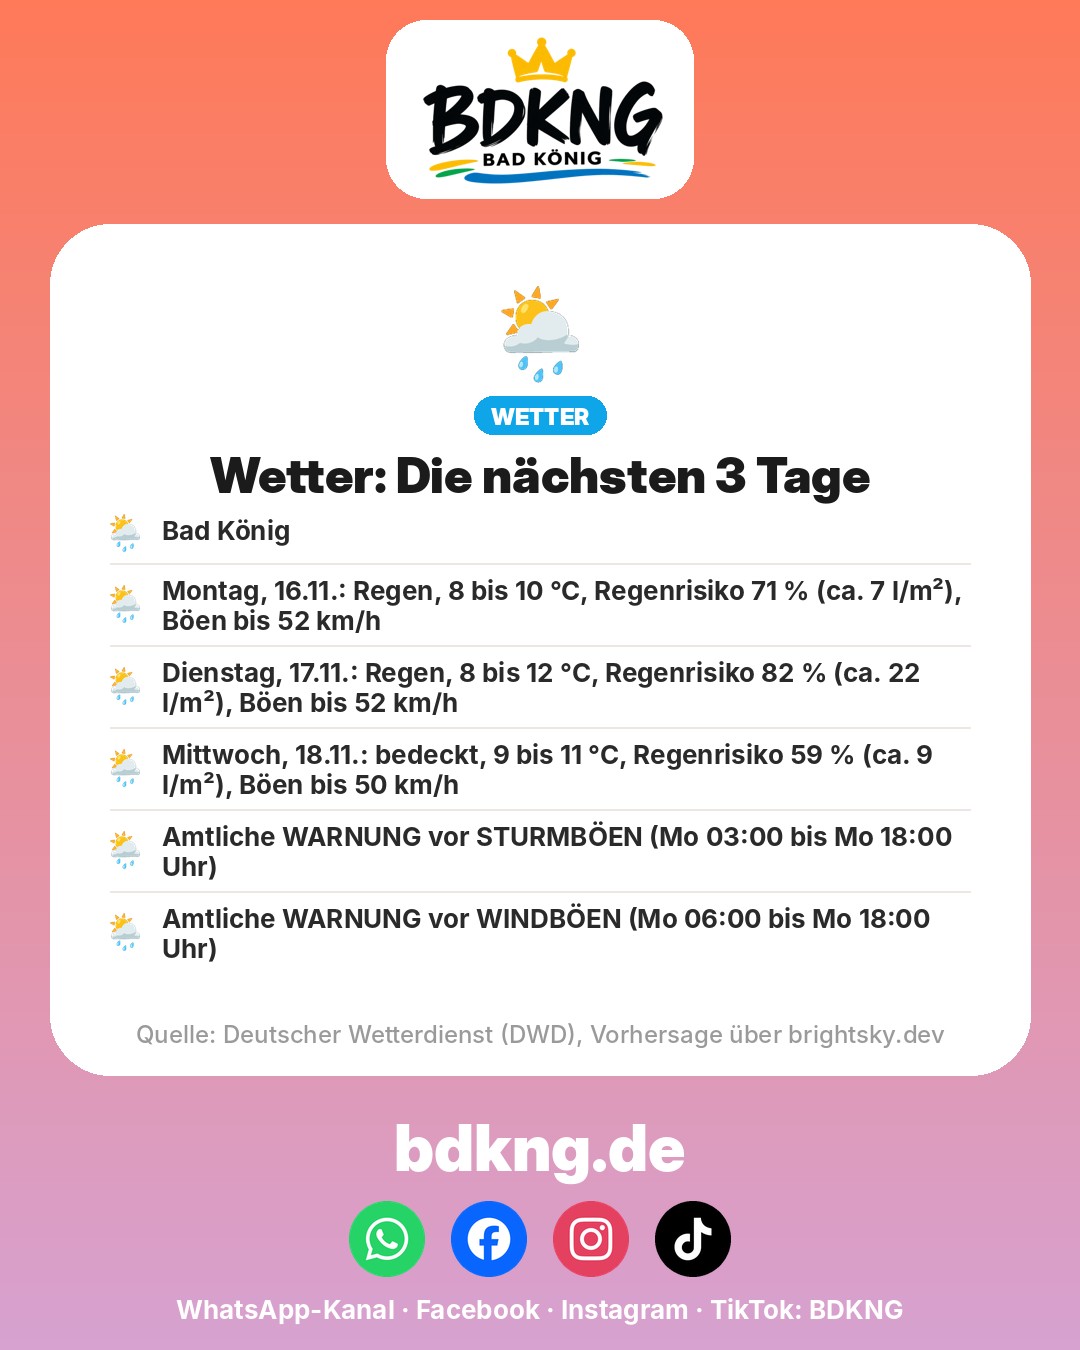 BDKNG
BAD KÖNIG
WETTER
Wetter: Die nächsten 3 Tage
Bad König
Montag, 16.11.: Regen, 8 bis 10 °C, Regenrisiko 71 % (ca. 7 l/m²),
Böen bis 52 km/h
Dienstag, 17.11.: Regen, 8 bis 12 °C, Regenrisiko 82 % (ca. 22
l/m²), Böen bis 52 km/h
Mittwoch, 18.11.: bedeckt, 9 bis 11 °C, Regenrisiko 59 % (ca. 9
l/m²), Böen bis 50 km/h
Amtliche WARNUNG vor STURMBÖEN (Mo 03:00 bis Mo 18:00
Uhr)
Amtliche WARNUNG vor WINDBÖEN (Mo 06:00 bis Mo 18:00
Uhr)
Quelle: Deutscher Wetterdienst (DWD), Vorhersage über brightsky.dev
bdkng.de
WhatsApp-Kanal · Facebook · Instagram · TikTok: BDKNG